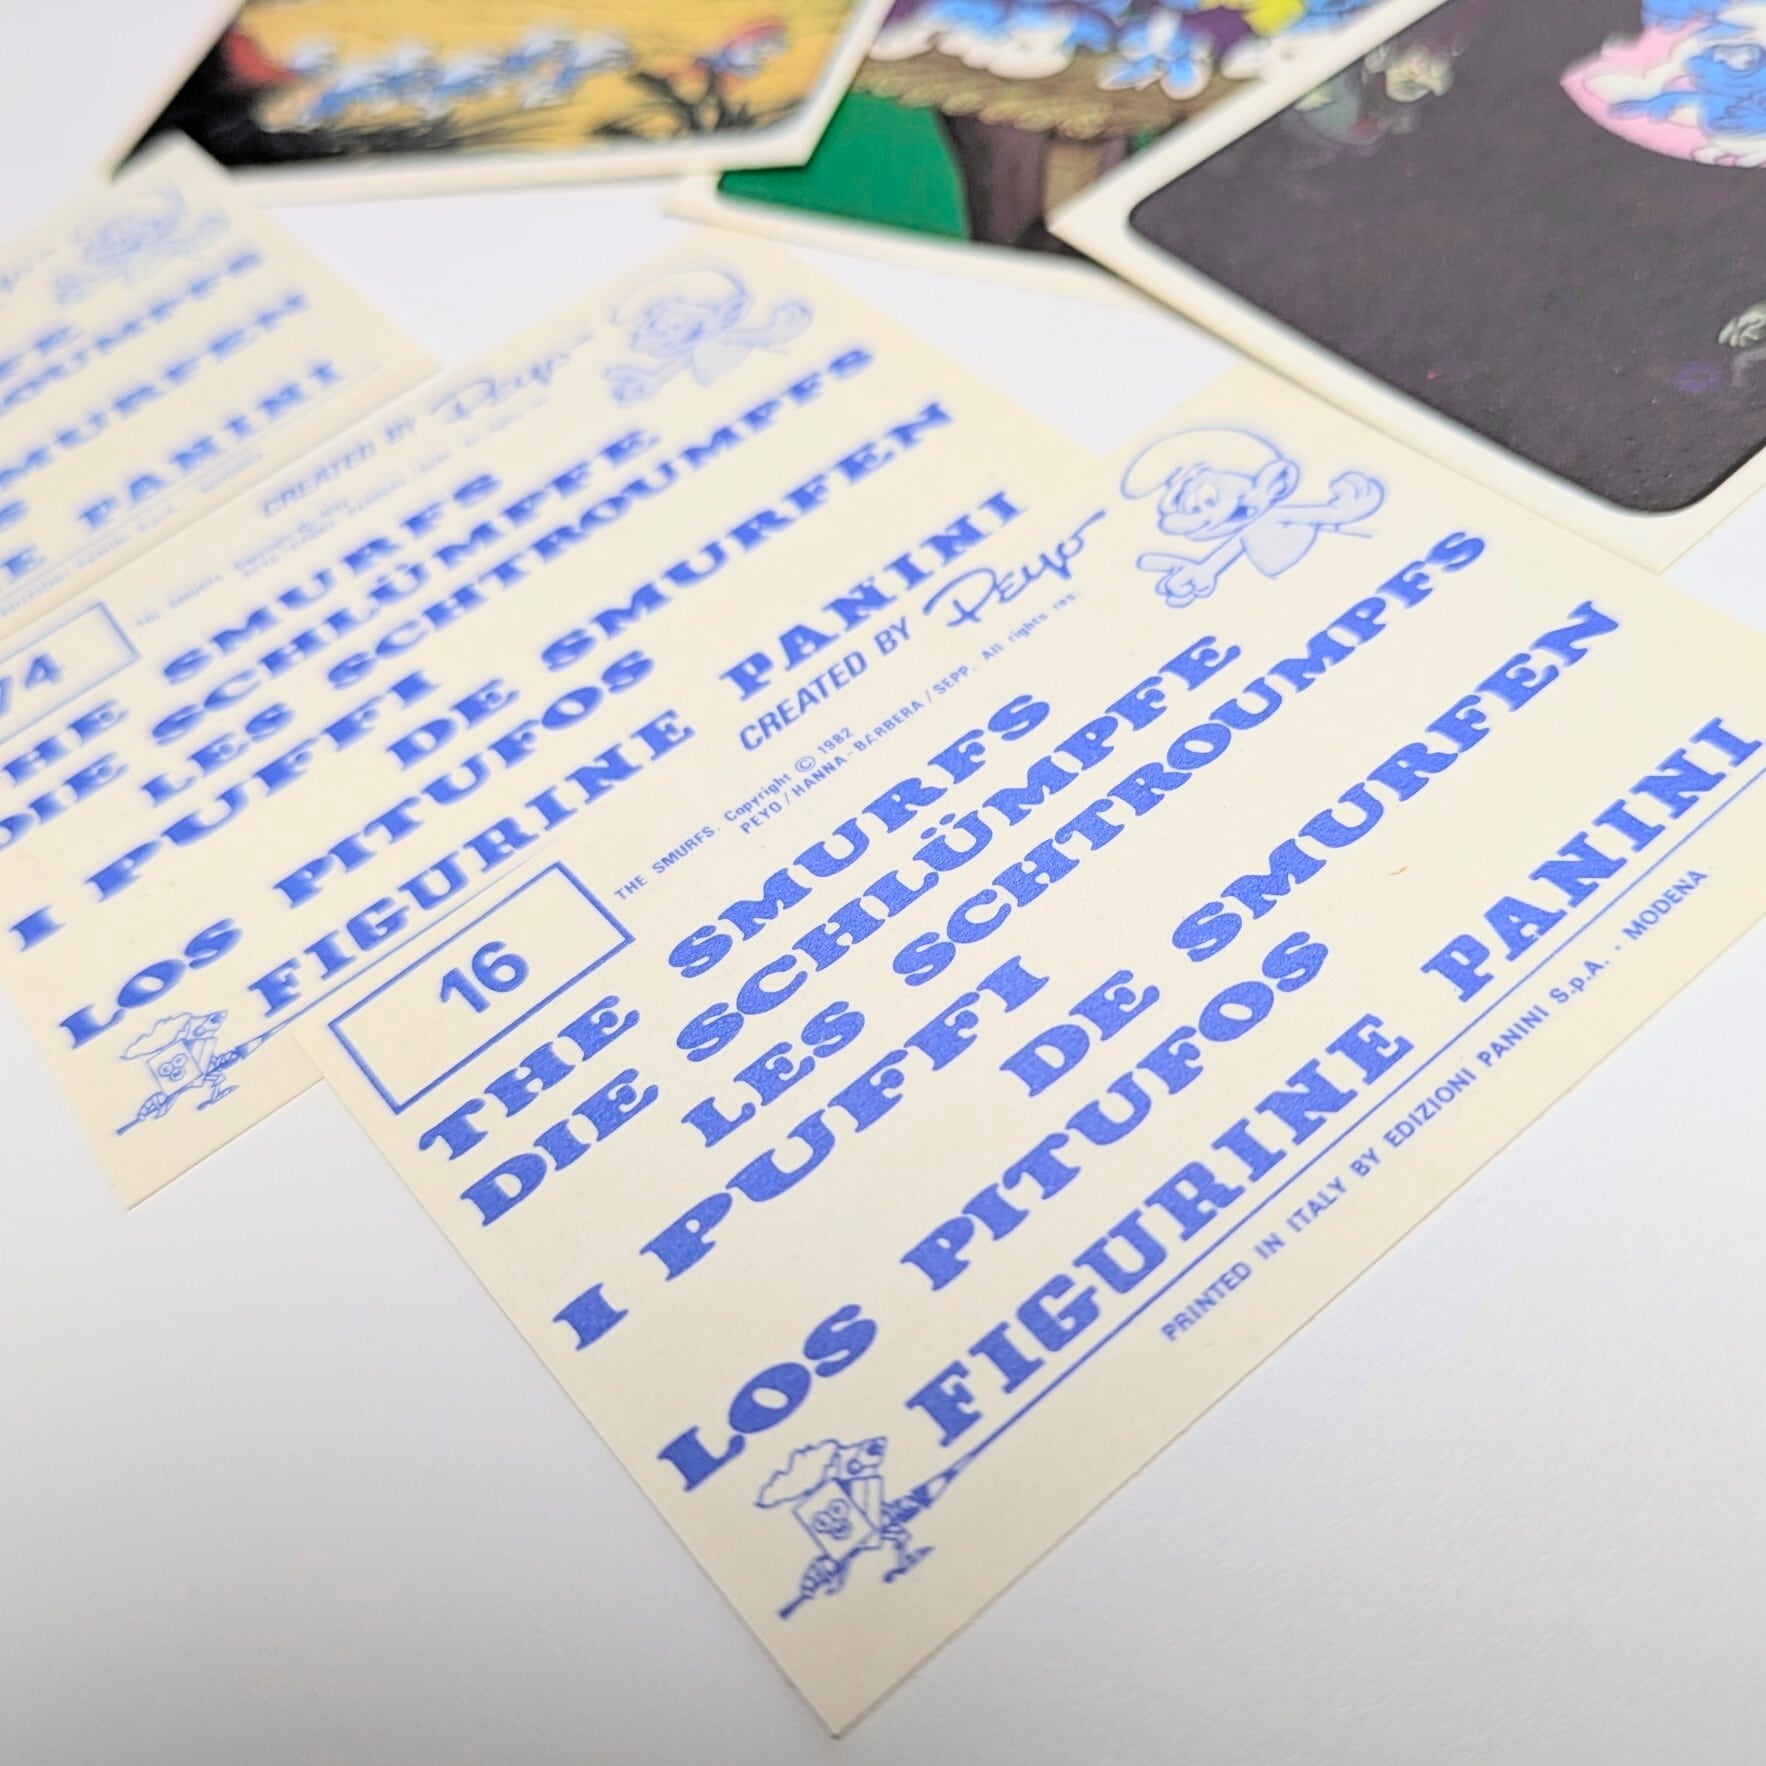 SMURFEN
PANINI
CREATED BY Peyo
74
THE SMURFS
DIE SCHLÜMPFE
LES SCHTROUMPFS
I PUFFI
DE SMURFEN
LOS PITUFOS
FIGURINE PANINI
CREATED BY Peyo
THE SMURFS. Copyright © 1982
PEYO / HANNA-BARBERA / SEPP. All rights res.
16
THE SMURFS
DIE SCHLÜMPFE
LES SCHTROUMPFS
I PUFFI
DE SMURFEN
LOS PITUFOS
FIGURINE PANINI
PRINTED IN ITALY BY EDIZIONI PANINI S.p.A. - MODENA